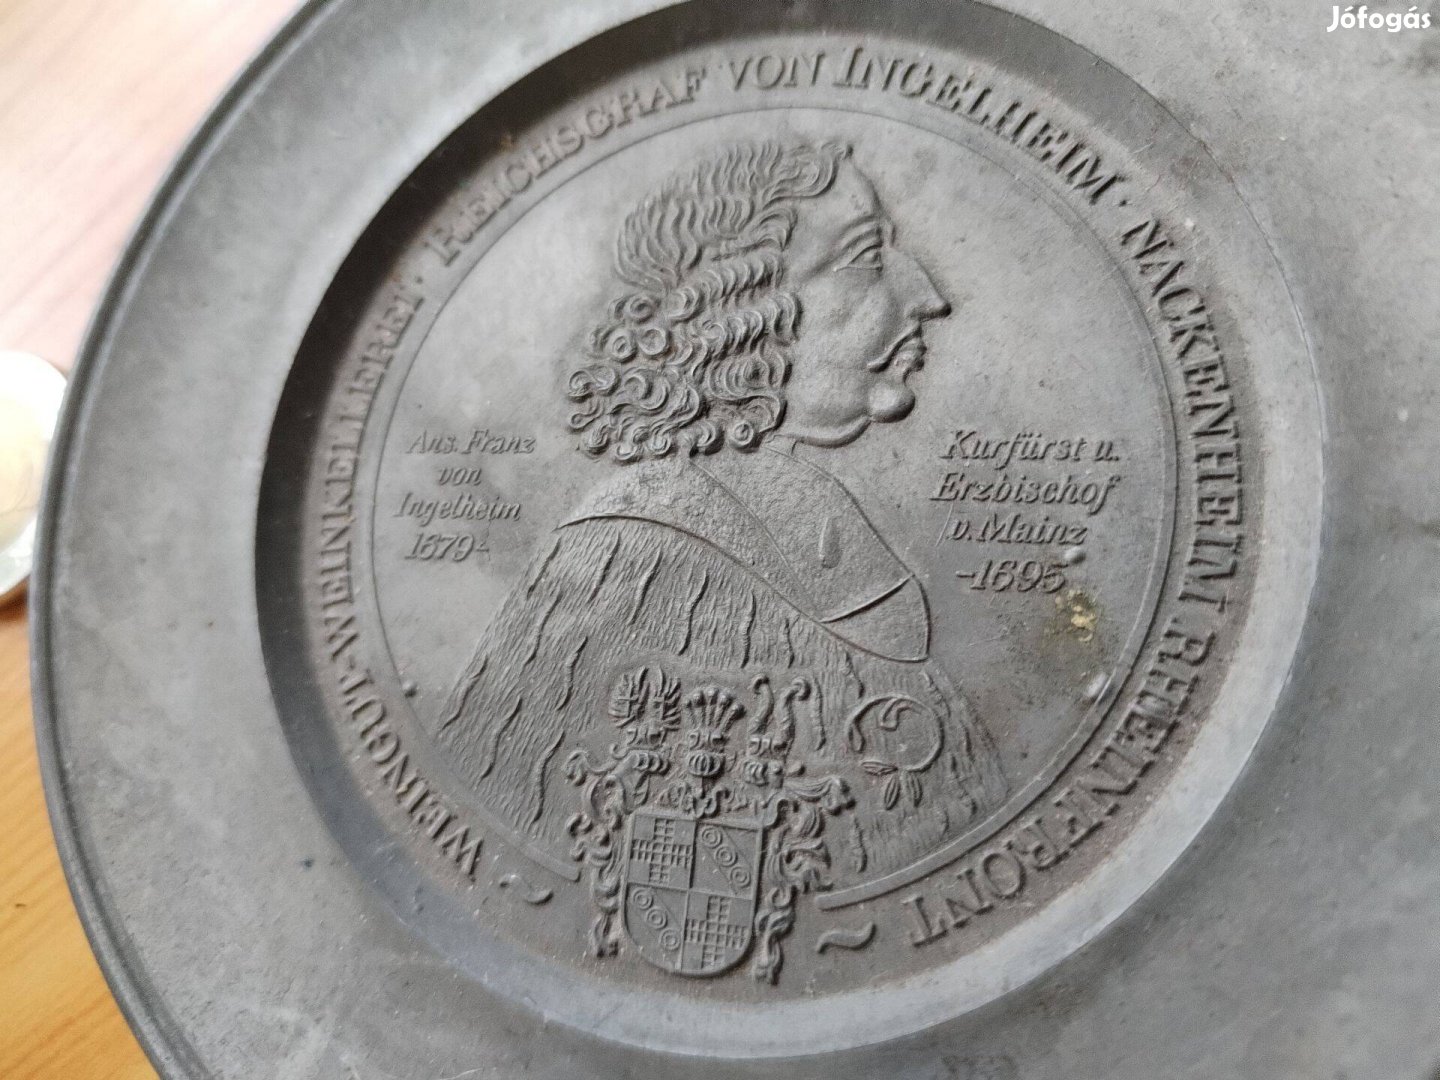 Jófogás
WEINGUT-WEINKELLEREI · REICHSGRAF VON INGELHEIM · NACKENHEIM RHEINFRONT
Ans. Franz
von
Ingelheim
1679-
Kurfürst u.
Erzbischof
v. Mainz
-1695